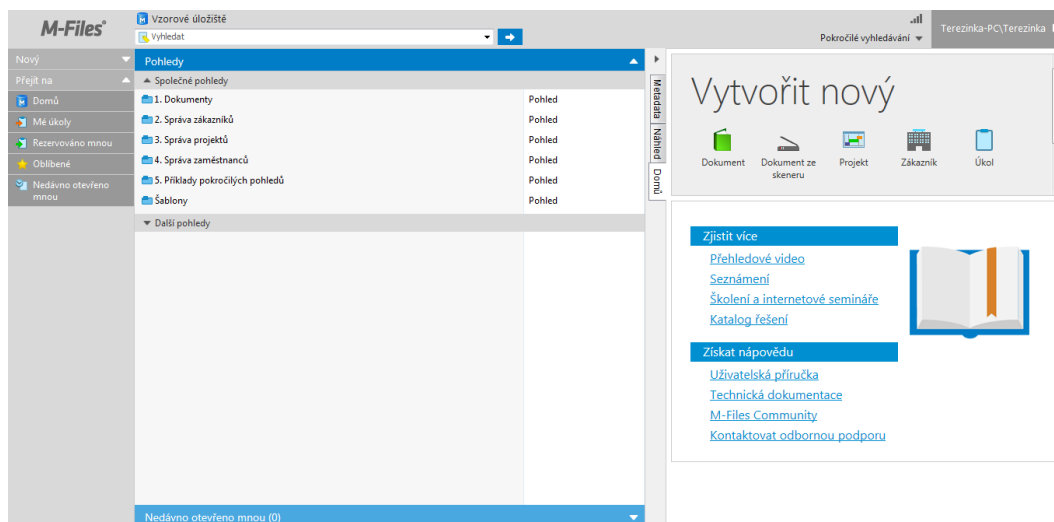 M-Files®
Vzorové úložiště
Vyhledat
Pokročilé vyhledávání
Terezinka-PC\Terezinka
Nový
Přejít na
Domů
Mé úkoly
Rezervováno mnou
Oblíbené
Nedávno otevřeno
mnou
Pohledy
Společné pohledy
1. Dokumenty Pohled
2. Správa zákazníků Pohled
3. Správa projektů Pohled
4. Správa zaměstnanců Pohled
5. Příklady pokročilých pohledů Pohled
Šablony Pohled
Další pohledy
Nedávno otevřeno mnou (0)
Metadata
Náhled
Domů
Vytvořit nový
Dokument
Dokument ze
skeneru
Projekt
Zákazník
Úkol
Zjistit více
Přehledové video
Seznámení
Školení a internetové semináře
Katalog řešení
Získat nápovědu
Uživatelská příručka
Technická dokumentace
M-Files Community
Kontaktovat odbornou podporu